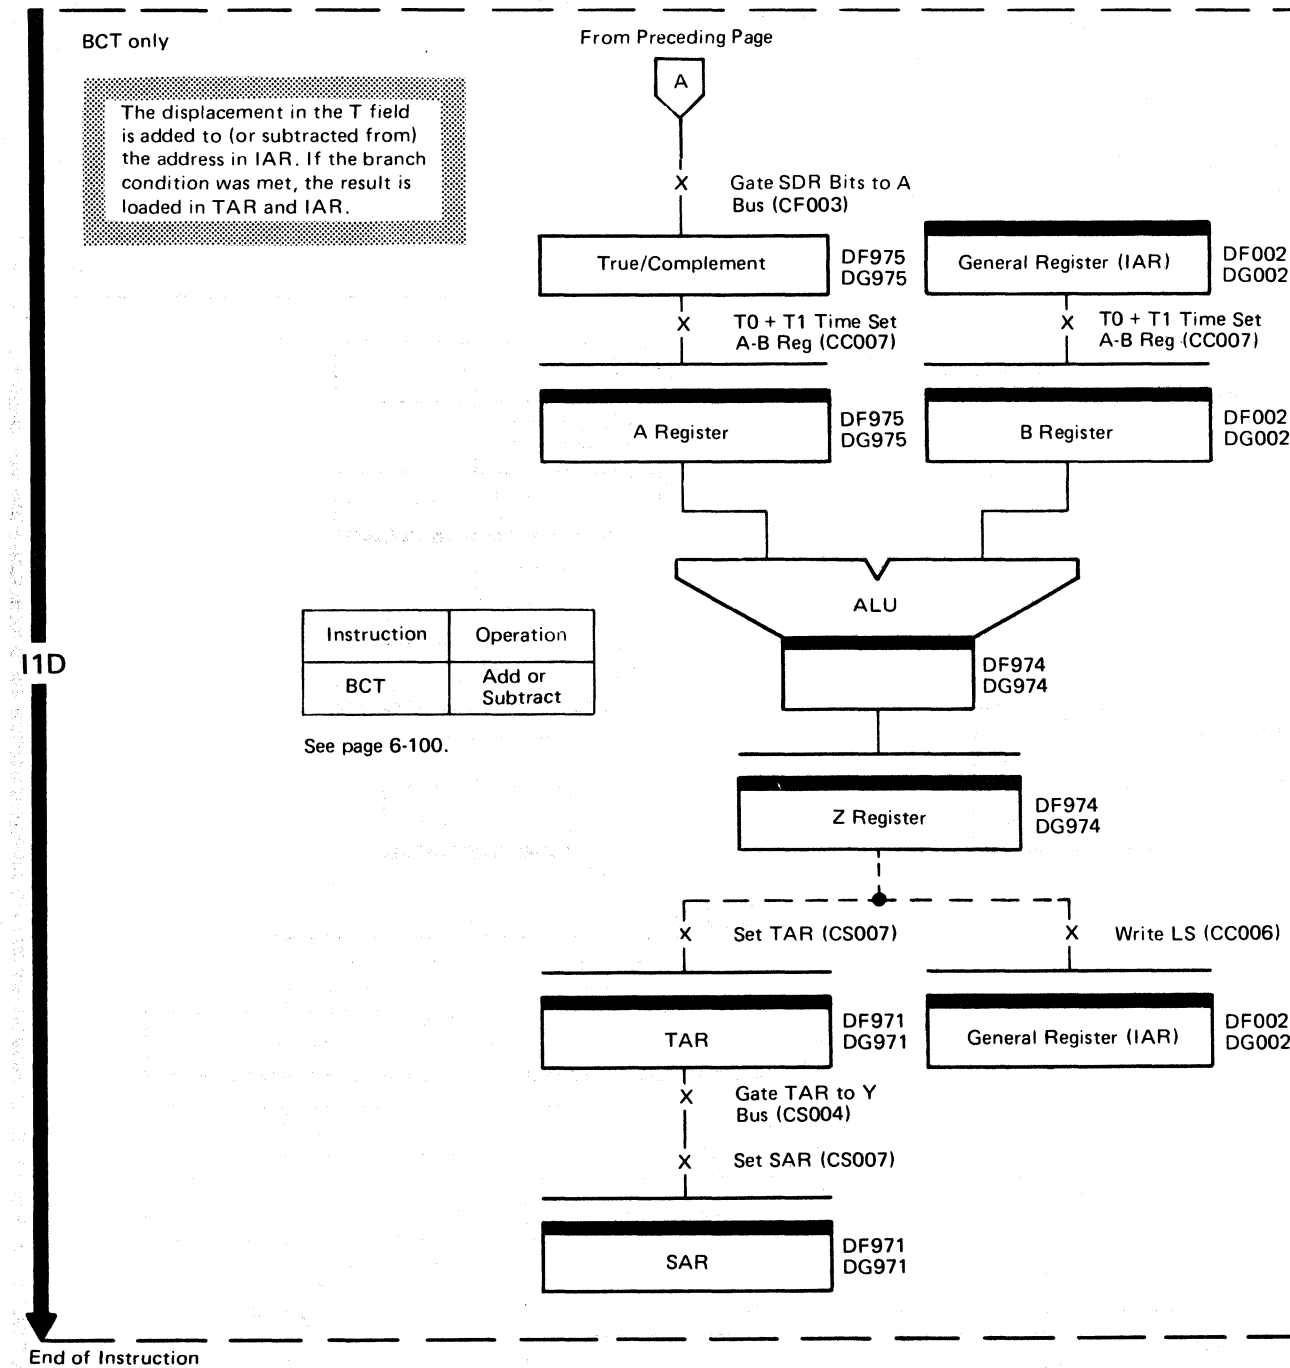 BCT only
From Preceding Page
A
The displacement in the T field
is added to (or subtracted from)
the address in IAR. If the branch
condition was met, the result is
loaded in TAR and IAR.
X
Gate SDR Bits to A
Bus (CF003)
True/Complement
DF975
DG975
General Register (IAR)
DF002
DG002
X
T0 + T1 Time Set
A-B Reg (CC007)
X
T0 + T1 Time Set
A-B Reg (CC007)
A Register
DF975
DG975
B Register
DF002
DG002
ALU
DF974
DG974
Instruction
Operation
BCT
Add or
Subtract
See page 6-100.
I1D
Z Register
DF974
DG974
X
Set TAR (CS007)
X
Write LS (CC006)
TAR
DF971
DG971
General Register (IAR)
DF002
DG002
X
Gate TAR to Y
Bus (CS004)
X
Set SAR (CS007)
SAR
DF971
DG971
End of Instruction